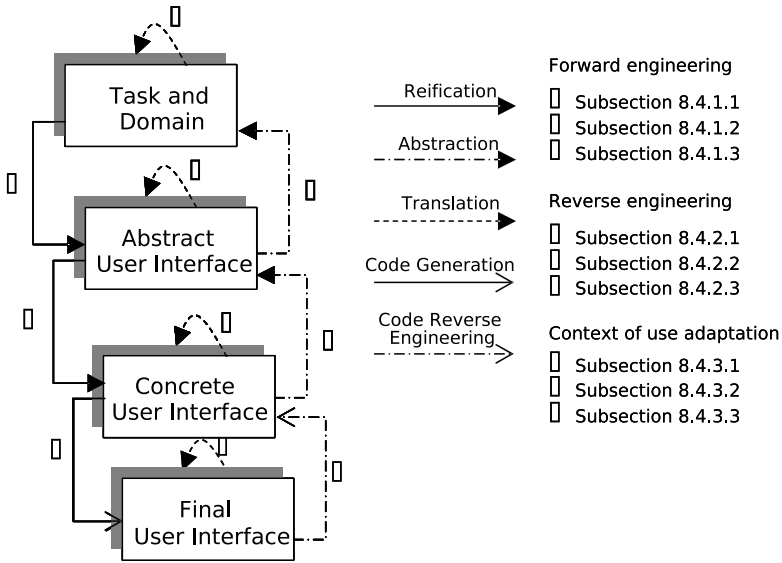 Task and
Domain
Abstract
User Interface
Concrete
User Interface
Final
User Interface
Reification
Abstraction
Translation
Code Generation
Code Reverse
Engineering
Forward engineering
Subsection 8.4.1.1
Subsection 8.4.1.2
Subsection 8.4.1.3
Reverse engineering
Subsection 8.4.2.1
Subsection 8.4.2.2
Subsection 8.4.2.3
Context of use adaptation
Subsection 8.4.3.1
Subsection 8.4.3.2
Subsection 8.4.3.3